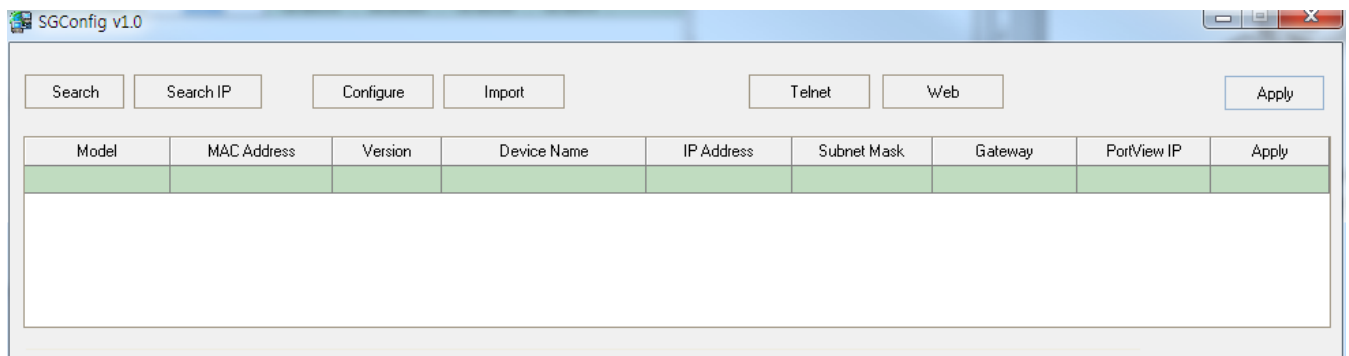 SGConfig v1.0
Search Search IP Configure Import Telnet Web Apply
Model MAC Address Version Device Name IP Address Subnet Mask Gateway PortView IP Apply